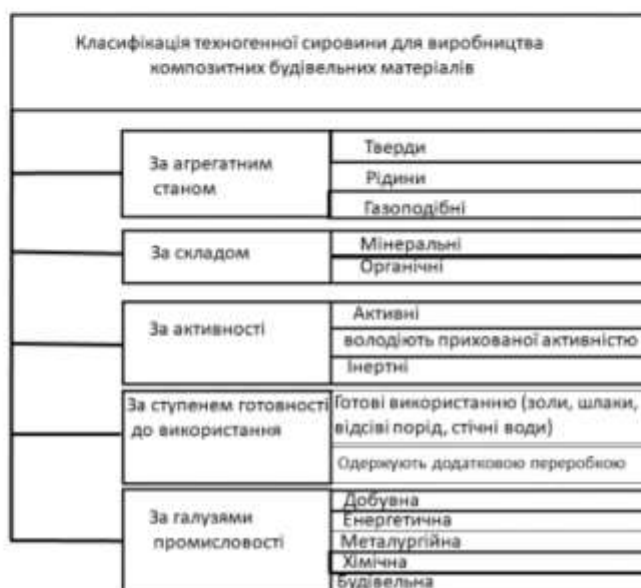 Класифікація техногенної сировини для виробництва
композитних будівельних матеріалів
За агрегатним
станом
Тверди
Рідини
Газоподібні
За складом
Мінеральні
Органічні
За активності
Активні
володіють прихованої активністю
Інертні
За ступенем готовності
до використання
Готові використанню (золи, шлаки,
відсіві порід, стічні води)
Одержують додатковою переробкою
За галузями
промисловості
Добувна
Енергетична
Металургійна
Хімічна
Будівельна